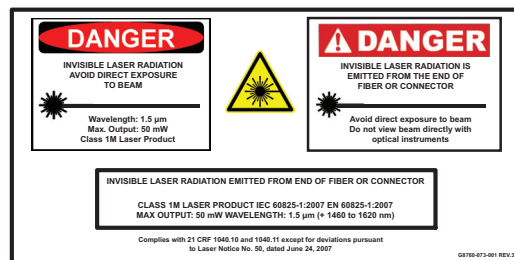 DANGER
INVISIBLE LASER RADIATION
AVOID DIRECT EXPOSURE
TO BEAM
Wavelength: 1.5 µm
Max. Output: 50 mW
Class 1M Laser Product
DANGER
INVISIBLE LASER RADIATION IS
EMITTED FROM THE END OF
FIBER OR CONNECTOR
Avoid direct exposure to beam
Do not view beam directly with
optical instruments
INVISIBLE LASER RADIATION EMITTED FROM END OF FIBER OR CONNECTOR
CLASS 1M LASER PRODUCT IEC 60825-1:2007 EN 60825-1:2007
MAX OUTPUT: 50 mW WAVELENGTH: 1.5 µm (+ 1460 to 1620 nm)
Complies with 21 CRF 1040.10 and 1040.11 except for deviations pursuant
to Laser Notice No. 50, dated June 24, 2007
G8760-073-001 REV.3